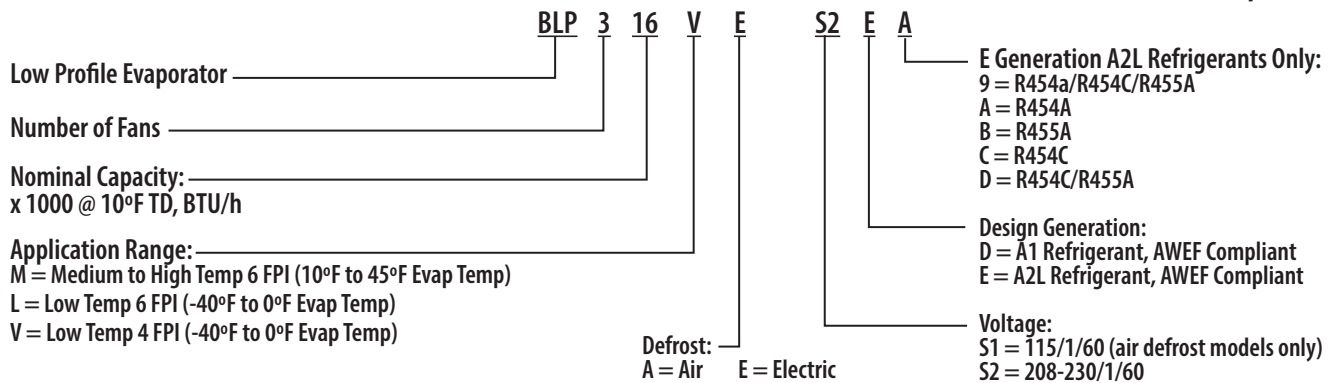 BLP 3 16 V E S2 E A
Low Profile Evaporator
Number of Fans
Nominal Capacity:
x 1000 @ 10ºF TD, BTU/h
Application Range:
M = Medium to High Temp 6 FPI (10ºF to 45ºF Evap Temp)
L = Low Temp 6 FPI (-40ºF to 0ºF Evap Temp)
V = Low Temp 4 FPI (-40ºF to 0ºF Evap Temp)
Defrost:
A = Air E = Electric
E Generation A2L Refrigerants Only:
9 = R454a/R454C/R455A
A = R454A
B = R455A
C = R454C
D = R454C/R455A
Design Generation:
D = A1 Refrigerant, AWEF Compliant
E = A2L Refrigerant, AWEF Compliant
Voltage:
S1 = 115/1/60 (air defrost models only)
S2 = 208-230/1/60